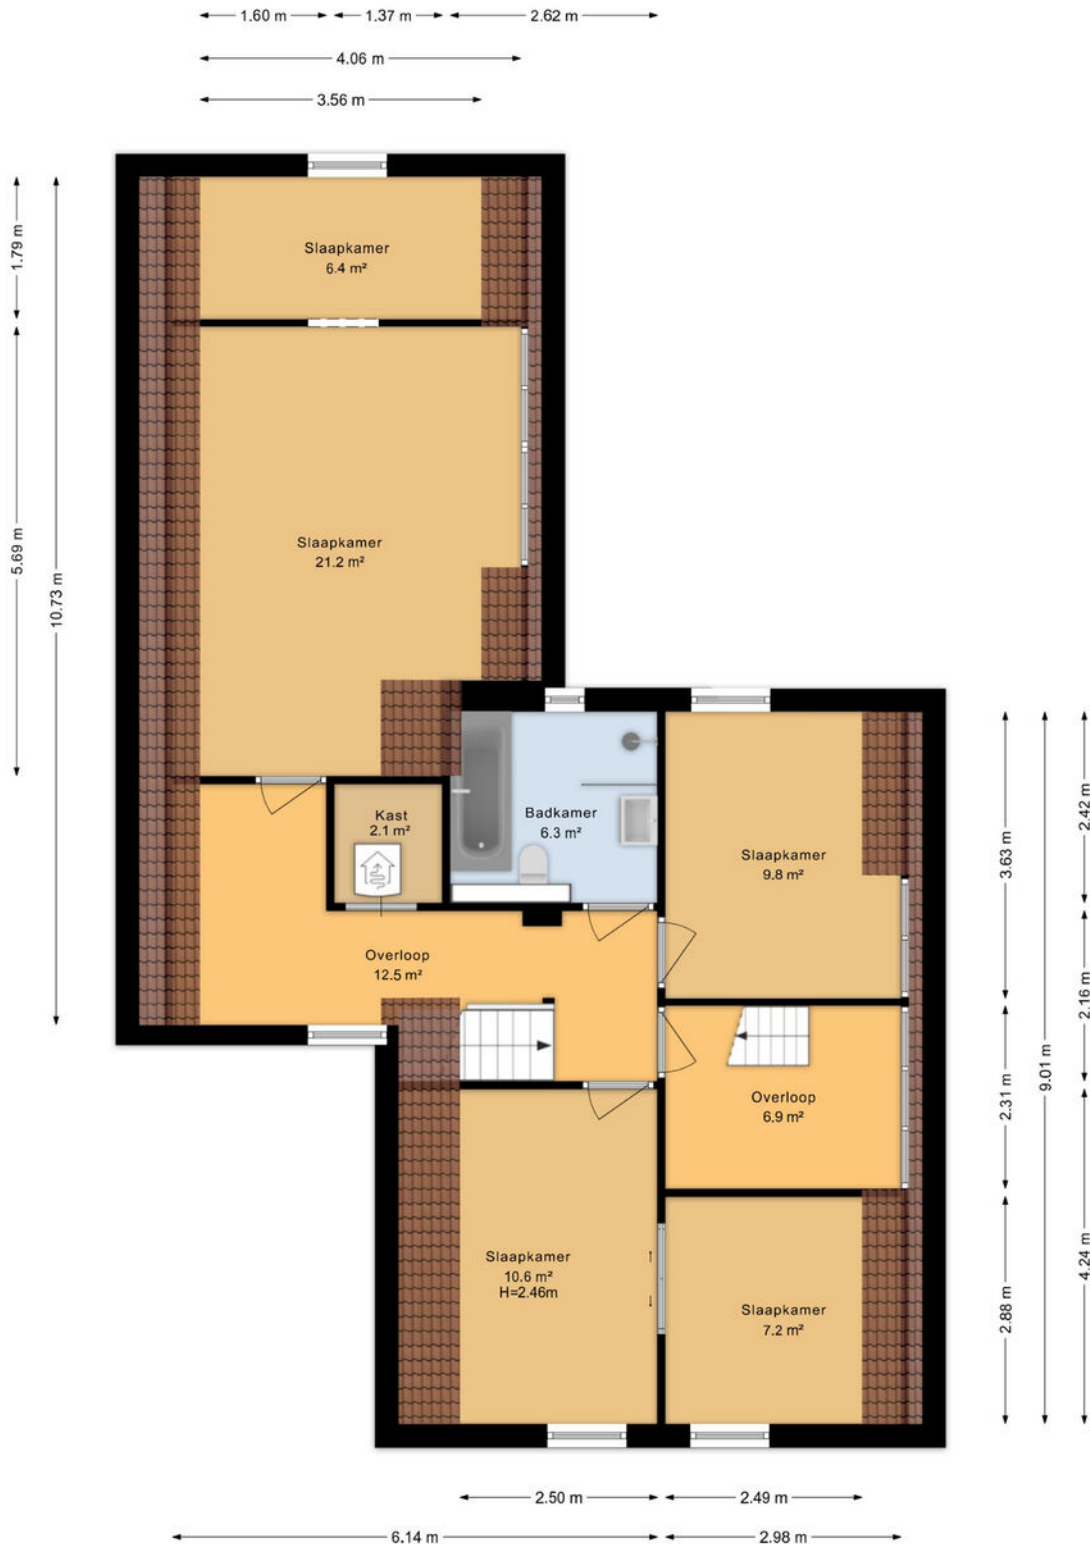 1.60 m
1.37 m
2.62 m
4.06 m
3.56 m
1.79 m
5.69 m
10.73 m
Slaapkamer
6.4 m²
Slaapkamer
21.2 m²
Kast
2.1 m²
Badkamer
6.3 m²
Slaapkamer
9.8 m²
Overloop
12.5 m²
Overloop
6.9 m²
Slaapkamer
10.6 m²
H=2.46m
Slaapkamer
7.2 m²
3.63 m
2.31 m
2.88 m
9.01 m
2.42 m
2.16 m
4.24 m
2.50 m
2.49 m
6.14 m
2.98 m